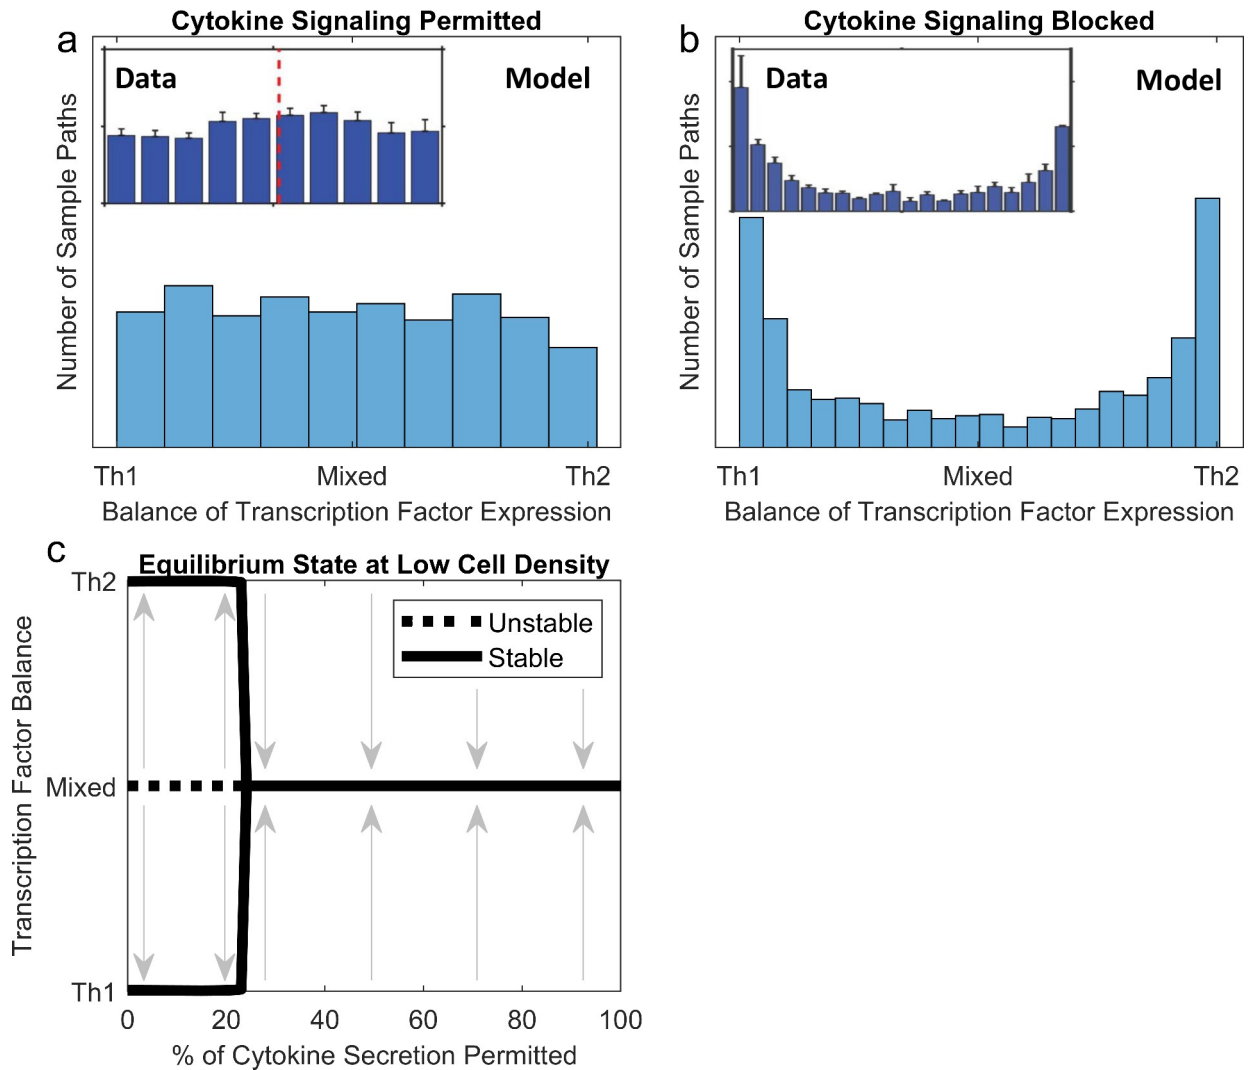 a
Cytokine Signaling Permitted
Data
Model
Number of Sample Paths
Th1 Mixed Th2
Balance of Transcription Factor Expression
b
Cytokine Signaling Blocked
Data
Model
Number of Sample Paths
Th1 Mixed Th2
Balance of Transcription Factor Expression
c
Equilibrium State at Low Cell Density
Unstable
Stable
Transcription Factor Balance
Th2
Mixed
Th1
0 20 40 60 80 100
% of Cytokine Secretion Permitted